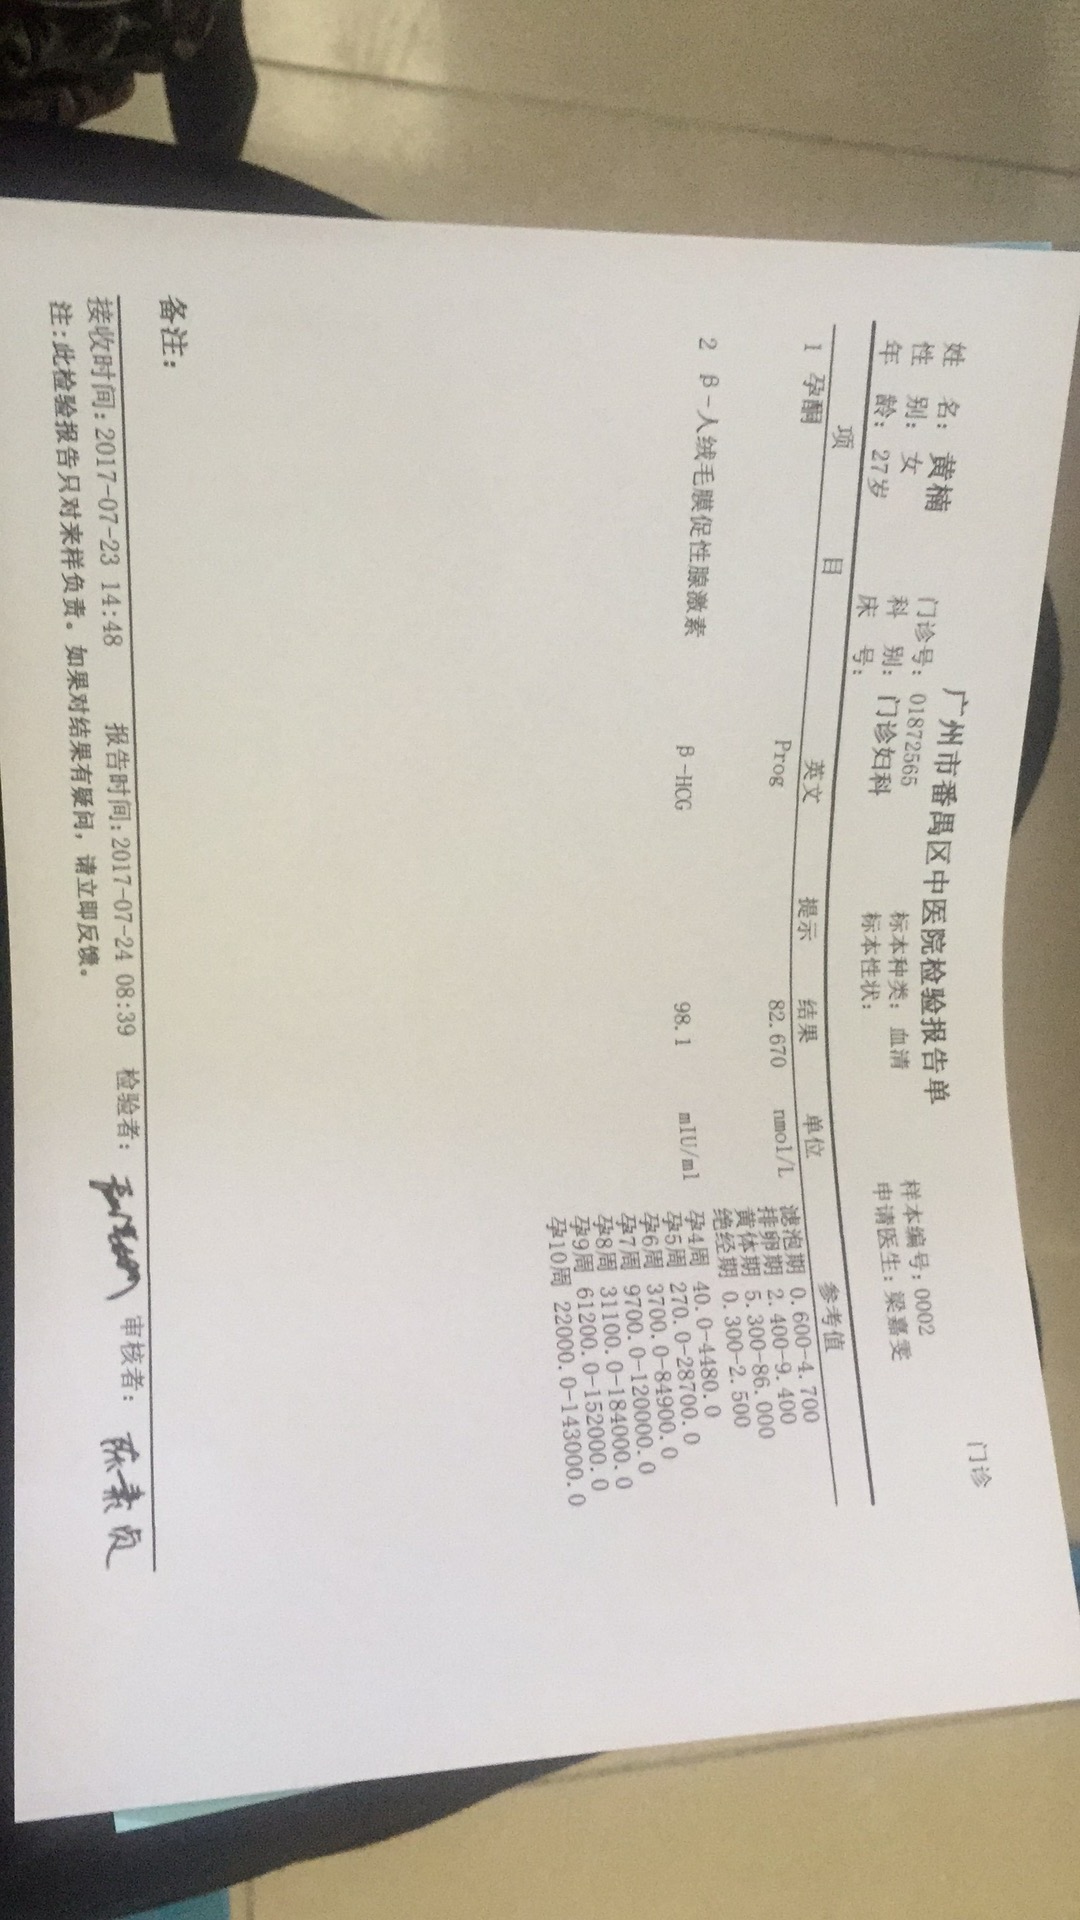 门诊
广州市番禺区中医院检验报告单
姓 名: 黄楠 门诊号: 01872565 标本种类: 血清 样本编号: 0002
性 别: 女 科 别: 门诊妇科 标本性状: 申请医生: 梁嘉雯
年 龄: 27岁 床 号:
项 目 英文 提示 结果 单位 参考值
1 孕酮 Prog 82.670 nmol/L 滤泡期 0.600-4.700
排卵期 2.400-9.400
黄体期 5.300-86.000
绝经期 0.300-2.500
2 β-人绒毛膜促性腺激素 β-HCG 98.1 mIU/ml 孕4周 40.0-4480.0
孕5周 270.0-28700.0
孕6周 3700.0-84900.0
孕7周 9700.0-120000.0
孕8周 31100.0-184000.0
孕9周 61200.0-152000.0
孕10周 22000.0-143000.0
备注:
接收时间: 2017-07-23 14:48 报告时间: 2017-07-24 08:39 检验者: 审核者:
注:此检验报告只对来样负责。如果对结果有疑问, 请立即反馈。